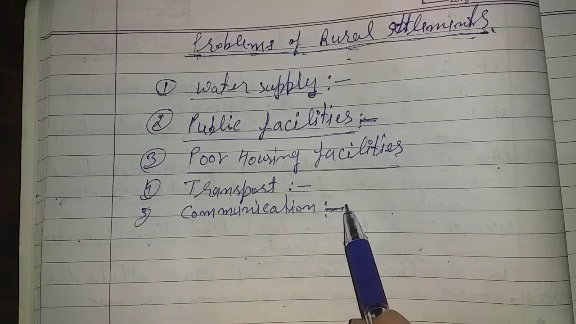 Problems of Rural settlements
① Water supply :-
② Public facilities :-
③ Poor Housing facilities
④ Transport :-
5 Communication :-